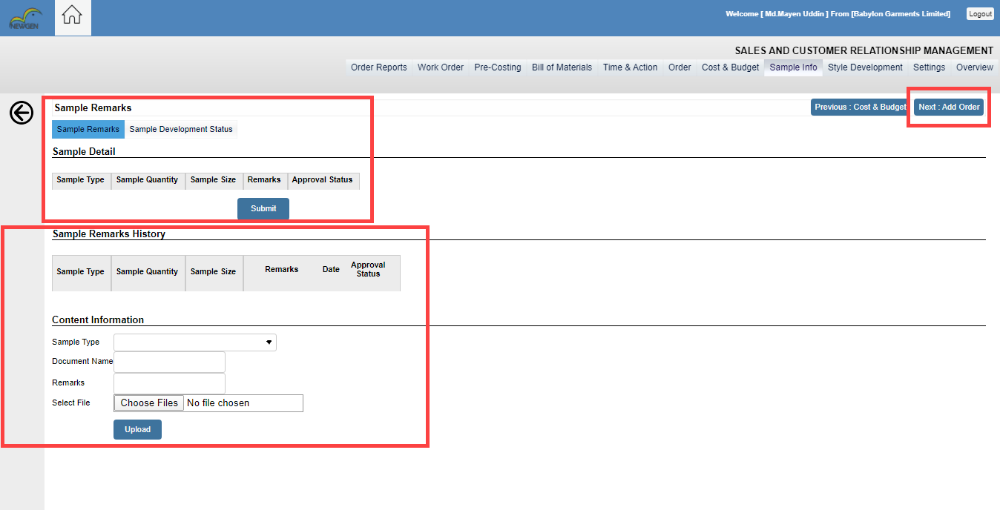 NEWGEN
Welcome [ Md.Mayen Uddin ] From [Babylon Garments Limited]
Logout
SALES AND CUSTOMER RELATIONSHIP MANAGEMENT
Order Reports Work Order Pre-Costing Bill of Materials Time & Action Order Cost & Budget Sample Info Style Development Settings Overview
Sample Remarks
Previous : Cost & Budget Next : Add Order
Sample Remarks Sample Development Status
Sample Detail
Sample Type Sample Quantity Sample Size Remarks Approval Status
Submit
Sample Remarks History
Sample Type Sample Quantity Sample Size Remarks Date Approval Status
Content Information
Sample Type
Document Name
Remarks
Select File Choose Files No file chosen
Upload